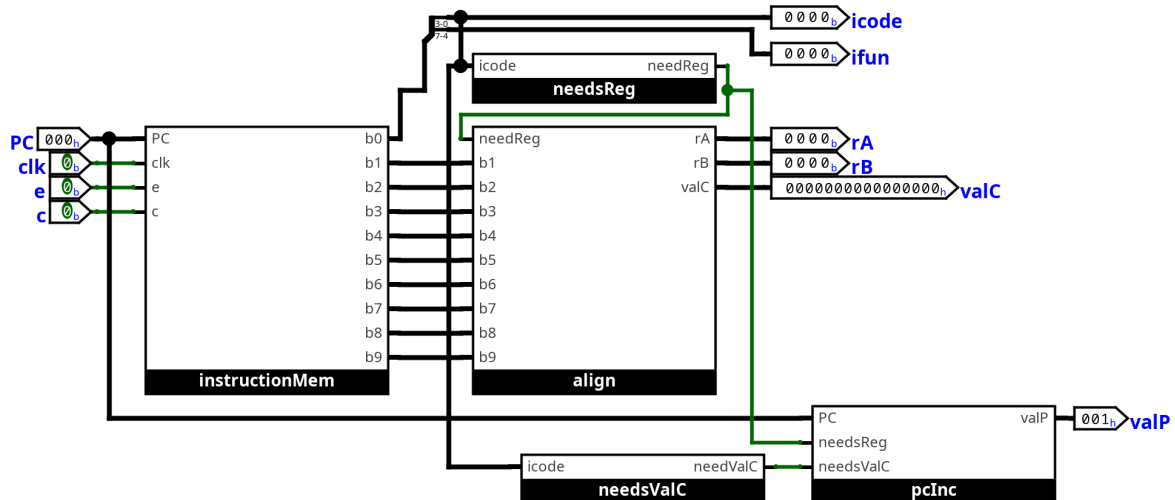 3-0
0000b icode
7-4
0000b ifun
icode needReg
needsReg
PC 000h
clk 0b
e 0b
c 0b
PC b0
clk b1
e b2
c b3
b4
b5
b6
b7
b8
b9
instructionMem
needReg rA
b1 rB
b2 valC
b3
b4
b5
b6
b7
b8
b9
align
0000b rA
0000b rB
0000000000000000h valC
PC valP
needsReg
needsValC
pcInc
001h valP
icode needValC
needsValC